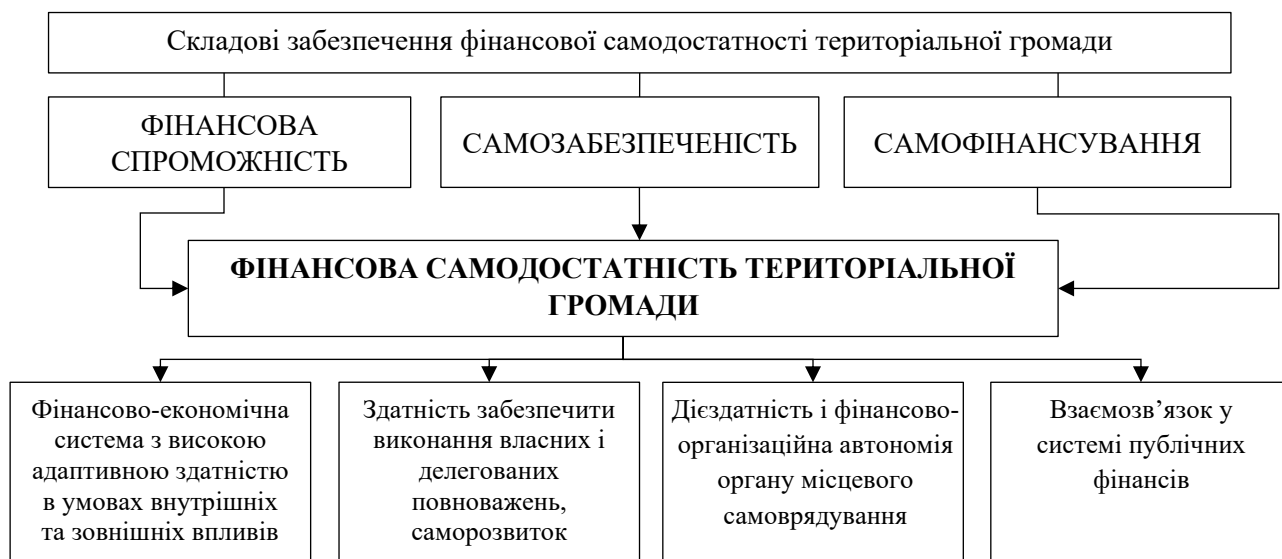 Складові забезпечення фінансової самодостатності територіальної громади
ФІНАНСОВА
СПРОМОЖНІСТЬ
САМОЗАБЕЗПЕЧЕНІСТЬ
САМОФІНАНСУВАННЯ
ФІНАНСОВА САМОДОСТАТНІСТЬ ТЕРИТОРІАЛЬНОЇ
ГРОМАДИ
Фінансово-економічна
система з високою
адаптивною здатністю
в умовах внутрішніх
та зовнішніх впливів
Здатність забезпечити
виконання власних і
делегованих
повноважень,
саморозвиток
Дієздатність і фінансово-
організаційна автономія
органу місцевого
самоврядування
Взаємозв’язок у
системі публічних
фінансів